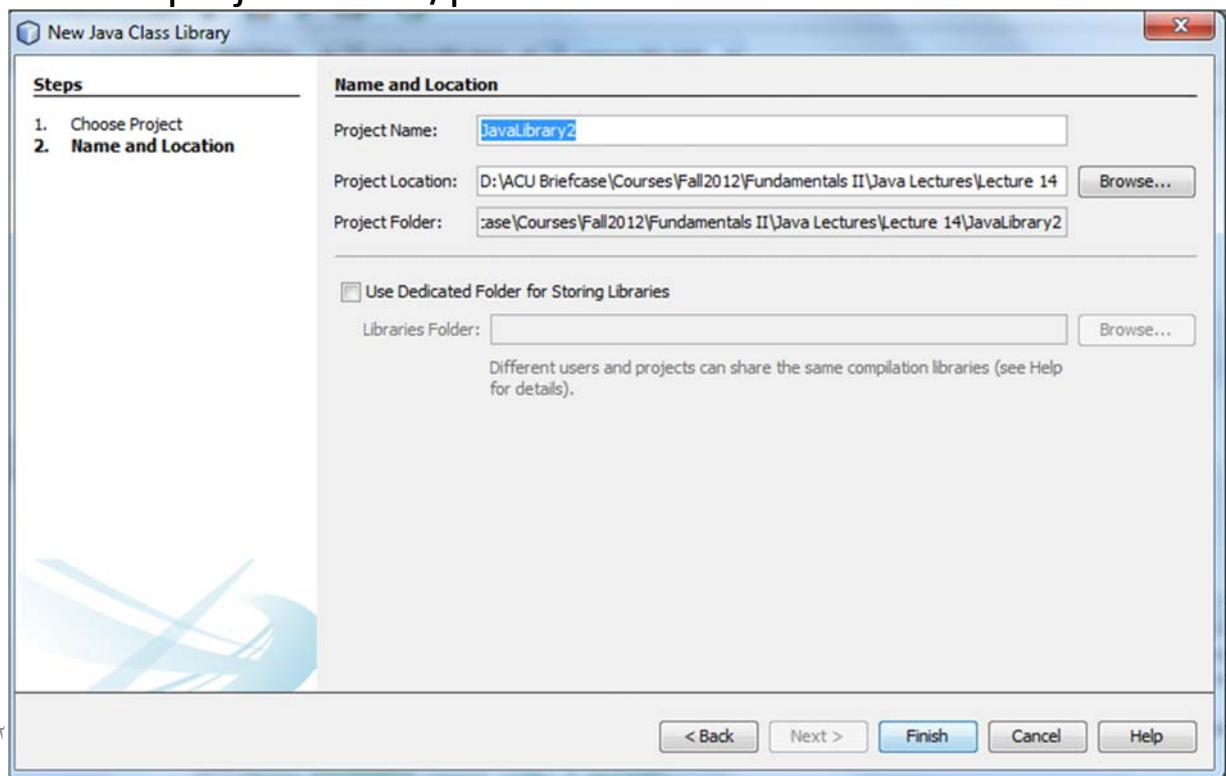 New Java Class Library
Steps
1. Choose Project
2. Name and Location
Name and Location
Project Name: JavaLibrary2
Project Location: D:\ACU Briefcase\Courses\Fall2012\Fundamentals II\Java Lectures\Lecture 14 Browse...
Project Folder: :ase\Courses\Fall2012\Fundamentals II\Java Lectures\Lecture 14\JavaLibrary2
Use Dedicated Folder for Storing Libraries
Libraries Folder: Browse...
Different users and projects can share the same compilation libraries (see Help
for details).
< Back Next > Finish Cancel Help